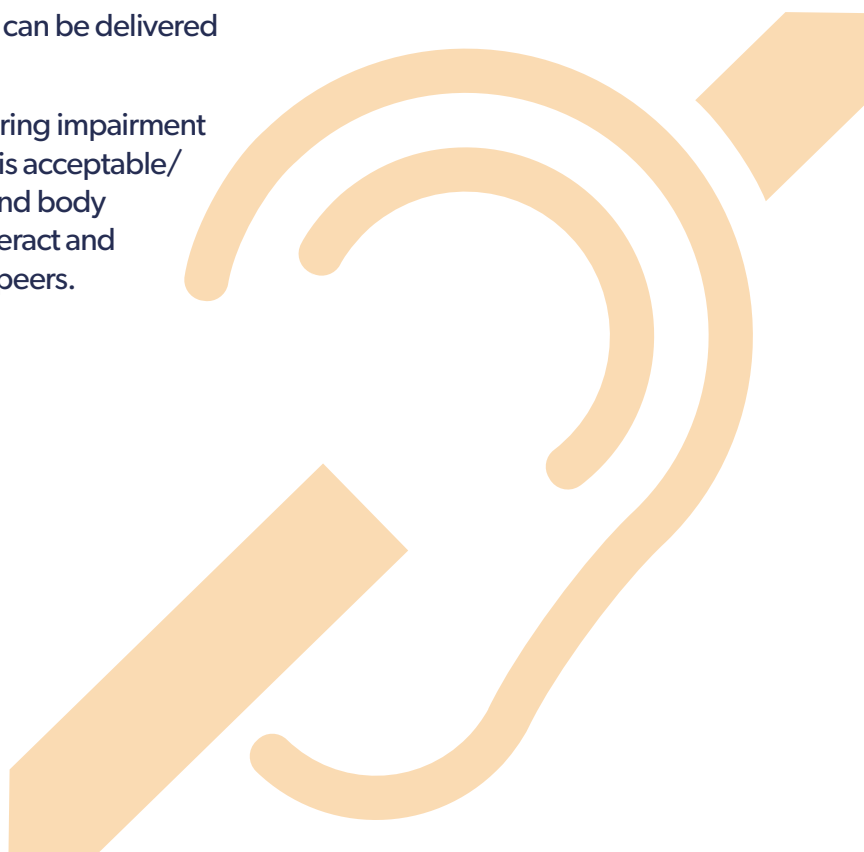 can be delivered
ring impairment
is acceptable/
nd body
eract and
peers.